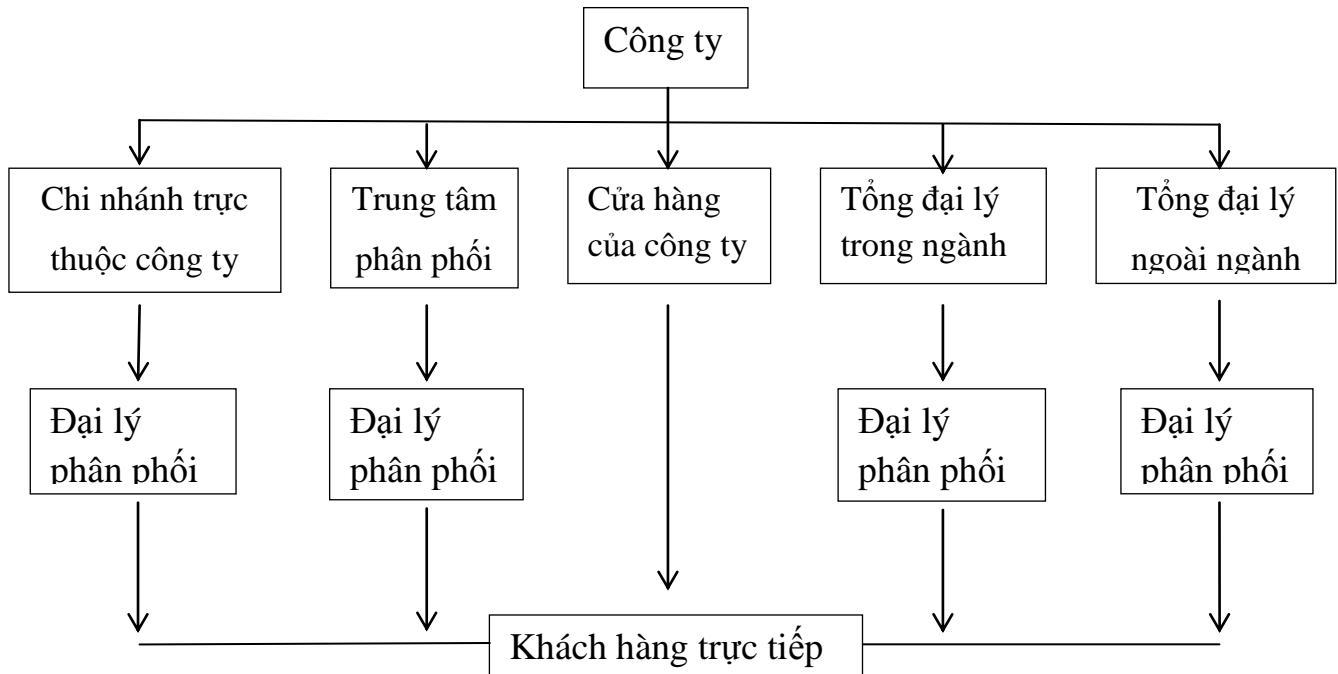 Công ty
Chi nhánh trực
thuộc công ty
Trung tâm
phân phối
Cửa hàng
của công ty
Tổng đại lý
trong ngành
Tổng đại lý
ngoài ngành
Đại lý
phân phối
Đại lý
phân phối
Đại lý
phân phối
Đại lý
phân phối
Khách hàng trực tiếp